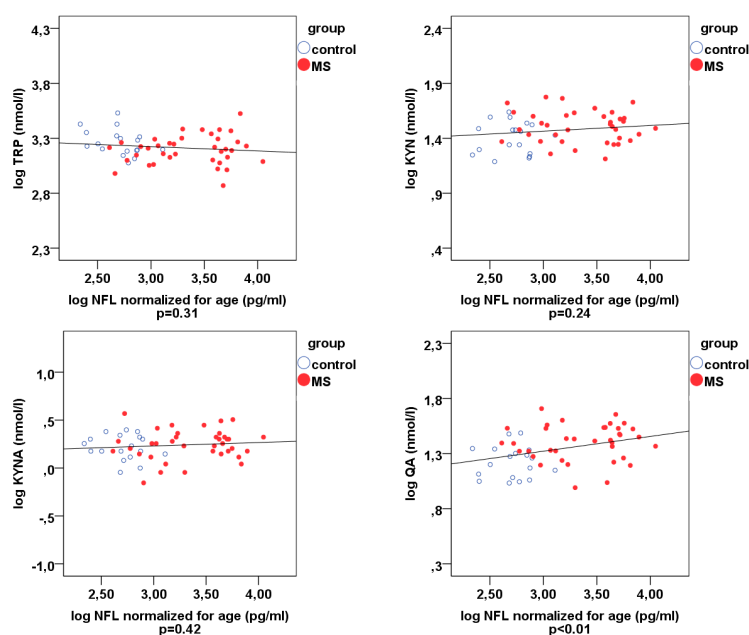 group
control
MS
4,3
3,8
3,3
2,8
2,3
log TRP (nmol/l)
2,50
3,00
3,50
4,00
log NFL normalized for age (pg/ml)
p=0.31
group
control
MS
2,4
1,9
1,4
,9
,4
log KYN (nmol/l)
2,50
3,00
3,50
4,00
log NFL normalized for age (pg/ml)
p=0.24
group
control
MS
1,0
,5
,0
-,5
-1,0
log KYNA (nmol/l)
2,50
3,00
3,50
4,00
log NFL normalized for age (pg/ml)
p=0.42
group
control
MS
2,3
1,8
1,3
,8
,3
log QA (nmol/l)
2,50
3,00
3,50
4,00
log NFL normalized for age (pg/ml)
p<0.01